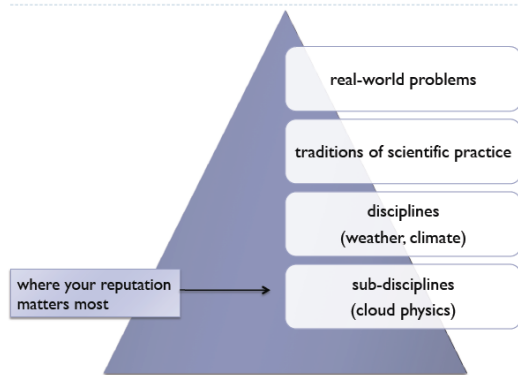 real-world problems
traditions of scientific practice
disciplines
(weather, climate)
where your reputation
matters most
sub-disciplines
(cloud physics)